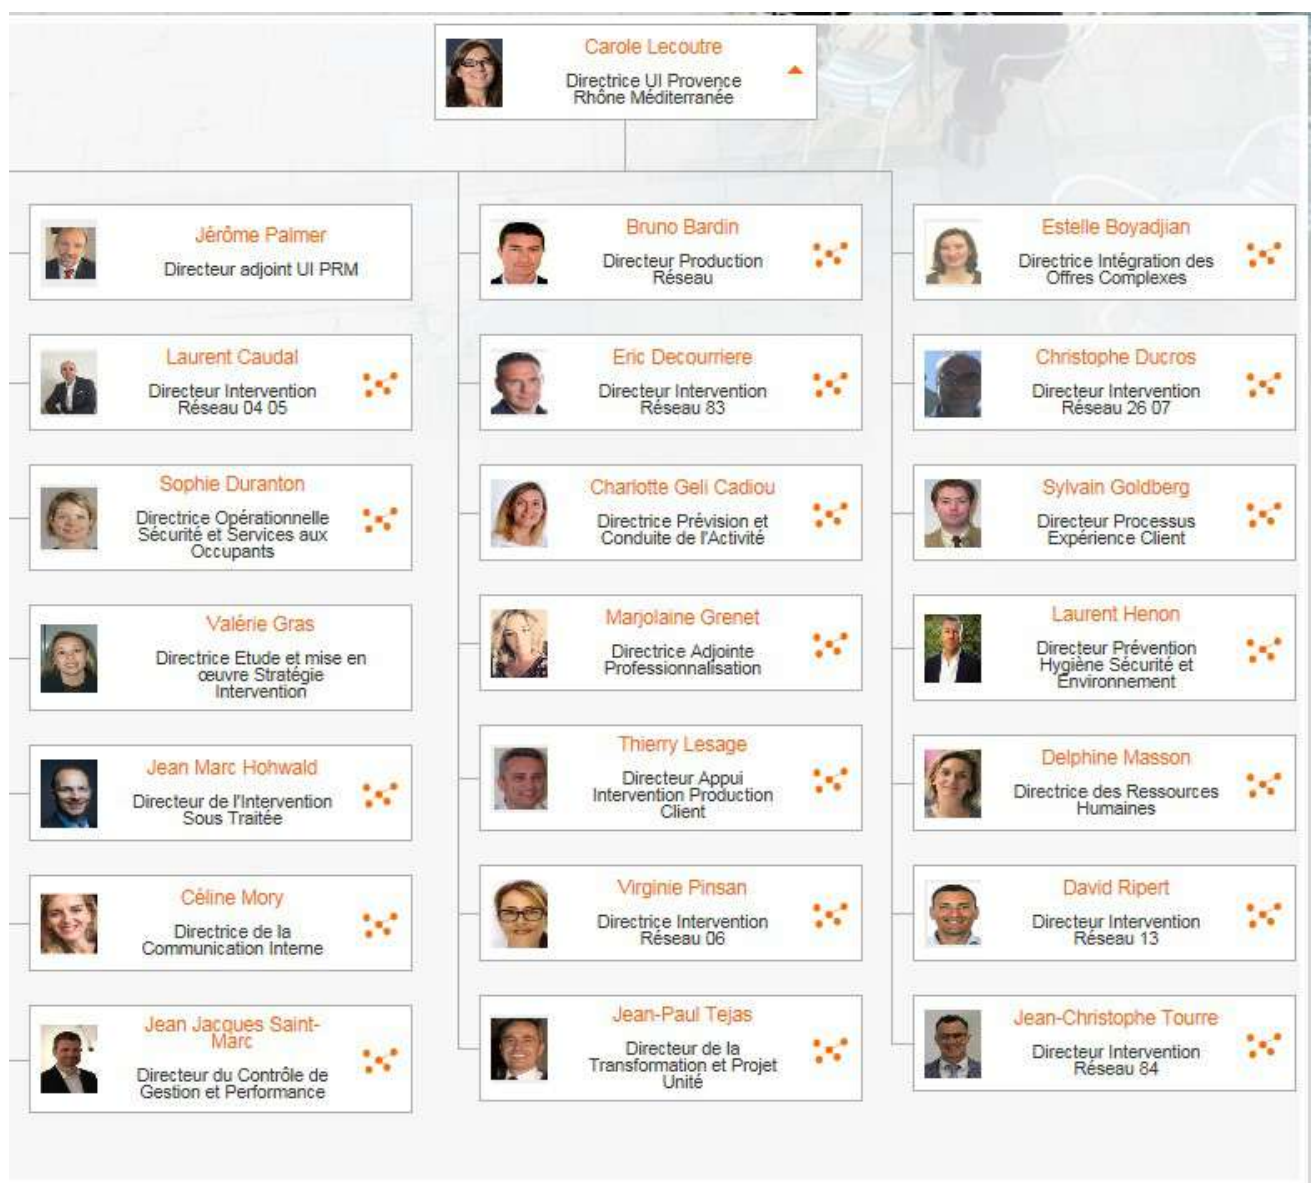 Carole Lecoutre
Directrice UI Provence
Rhône Méditerranée
Jérôme Palmer
Directeur adjoint UI PRM
Bruno Bardin
Directeur Production
Réseau
Estelle Boyadjian
Directrice Intégration des
Offres Complexes
Laurent Caudal
Directeur Intervention
Réseau 04 05
Eric Decourriere
Directeur Intervention
Réseau 83
Christophe Ducros
Directeur Intervention
Réseau 26 07
Sophie Duranton
Directrice Opérationnelle
Sécurité et Services aux
Occupants
Charlotte Geli Cadiou
Directrice Prévision et
Conduite de l'Activité
Sylvain Goldberg
Directeur Processus
Expérience Client
Valérie Gras
Directrice Etude et mise en
œuvre Stratégie
Intervention
Marjolaine Grenet
Directrice Adjointe
Professionnalisation
Laurent Henon
Directeur Prévention
Hygiène Sécurité et
Environnement
Jean Marc Hohwald
Directeur de l'Intervention
Sous Traitée
Thierry Lesage
Directeur Appui
Intervention Production
Client
Delphine Masson
Directrice des Ressources
Humaines
Céline Mory
Directrice de la
Communication Interne
Virginie Pinsan
Directrice Intervention
Réseau 06
David Ripert
Directeur Intervention
Réseau 13
Jean Jacques Saint-
Marc
Directeur du Contrôle de
Gestion et Performance
Jean-Paul Tejas
Directeur de la
Transformation et Projet
Unité
Jean-Christophe Tourre
Directeur Intervention
Réseau 84